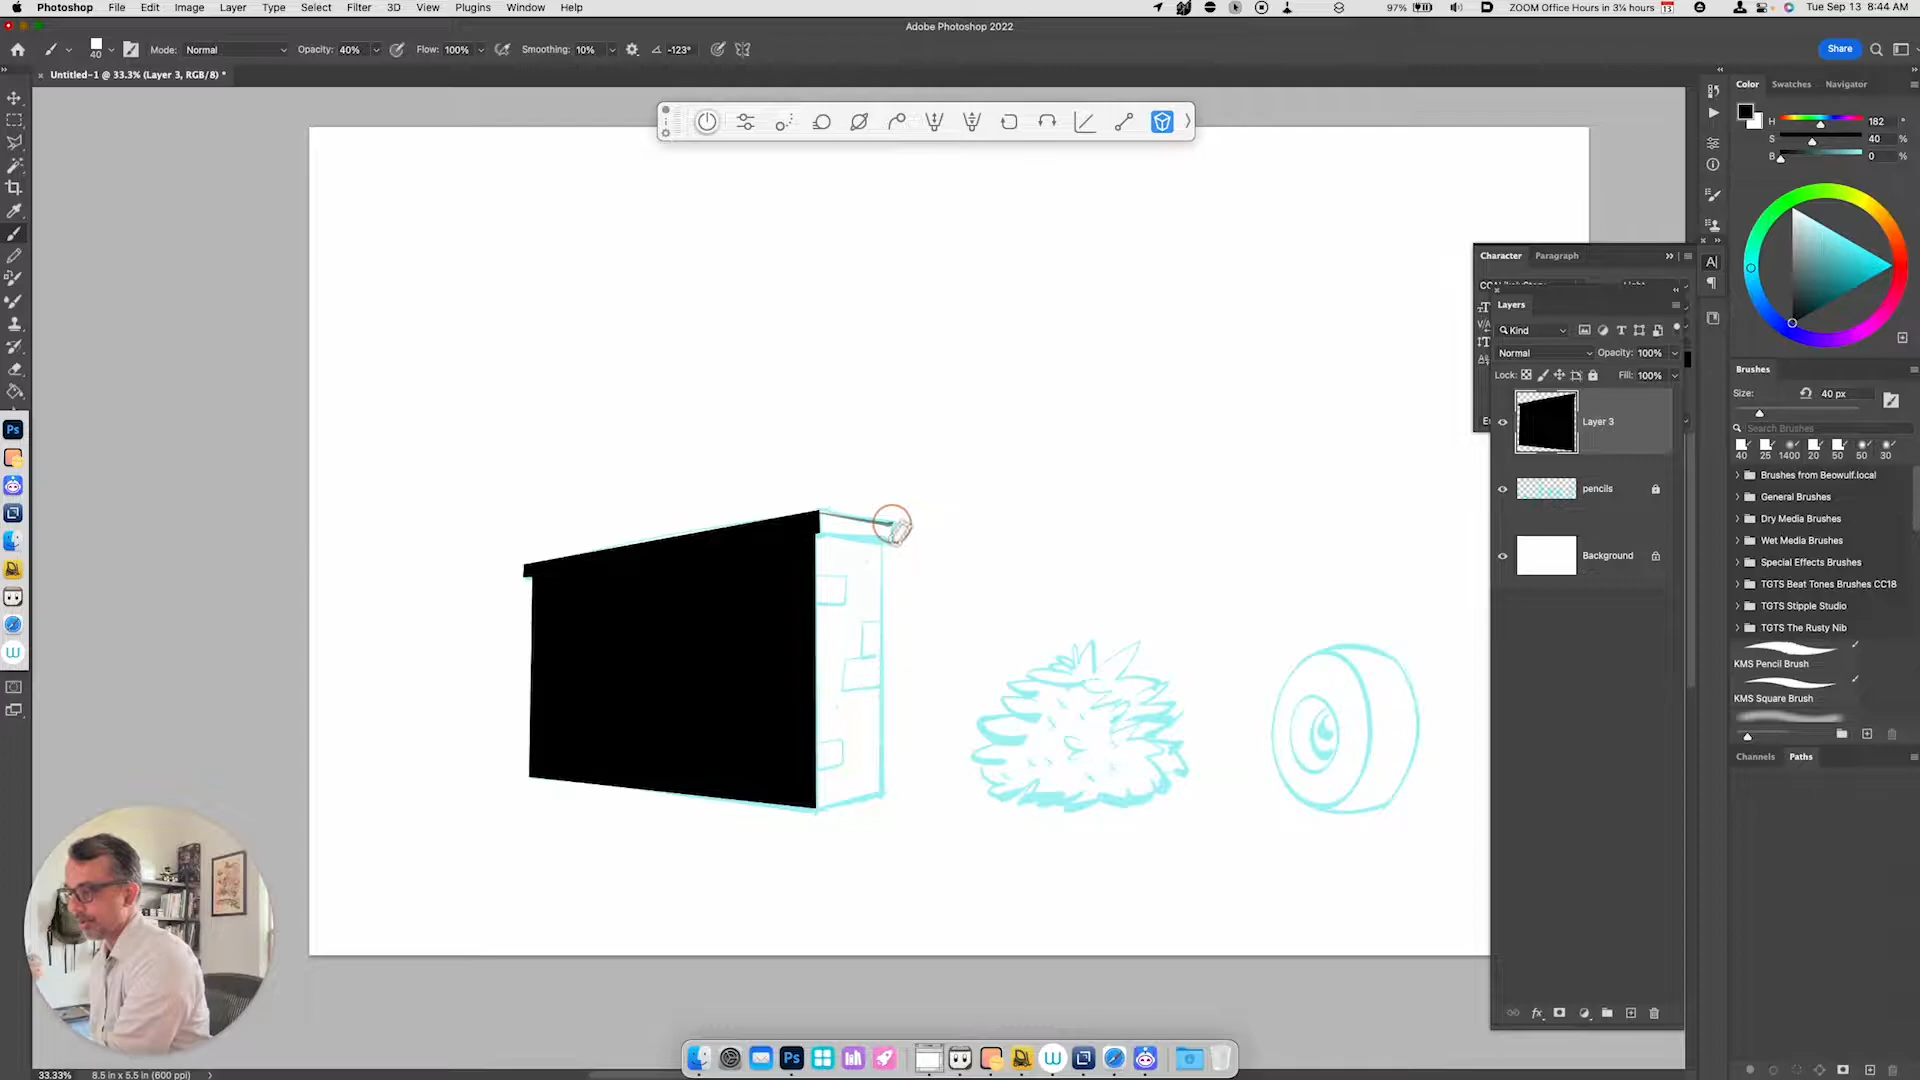 Photoshop File Edit Image Layer Type Select Filter 3D View Plugins Window Help
97% ZOOM Office Hours in 3¼ hours 13 Tue Sep 13 8:44 AM
Adobe Photoshop 2022
40 Mode: Normal Opacity: 40% Flow: 100% Smoothing: 10% -123° Share
Untitled-1 @ 33.3% (Layer 3, RGB/8) *
Color Swatches Navigator
H 182 °
S 40 %
B 0 %
Character Paragraph
Light
Layers
Kind
Normal Opacity: 100%
Lock: Fill: 100%
Layer 3
pencils
Background
Brushes
Size: 40 px
Search Brushes
40 25 1400 20 50 50 30
Brushes from Beowulf.local
General Brushes
Dry Media Brushes
Wet Media Brushes
Special Effects Brushes
TGTS Beat Tones Brushes CC18
TGTS Stipple Studio
TGTS The Rusty Nib
KMS Pencil Brush
KMS Square Brush
Channels Paths
Ps
W
fx
Ps
W
33.33% 8.5 in x 5.5 in (600 ppi)